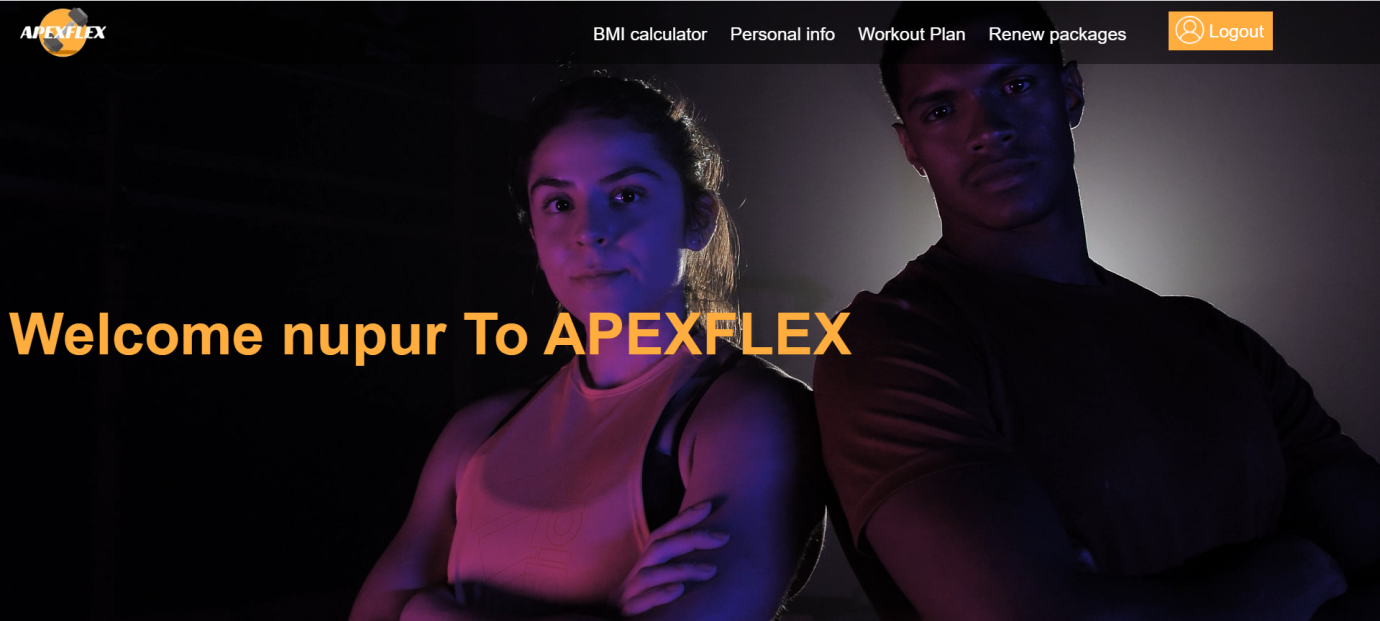 APEXFLEX
BMI calculator Personal info Workout Plan Renew packages Logout
Welcome nupur To APEXFLEX